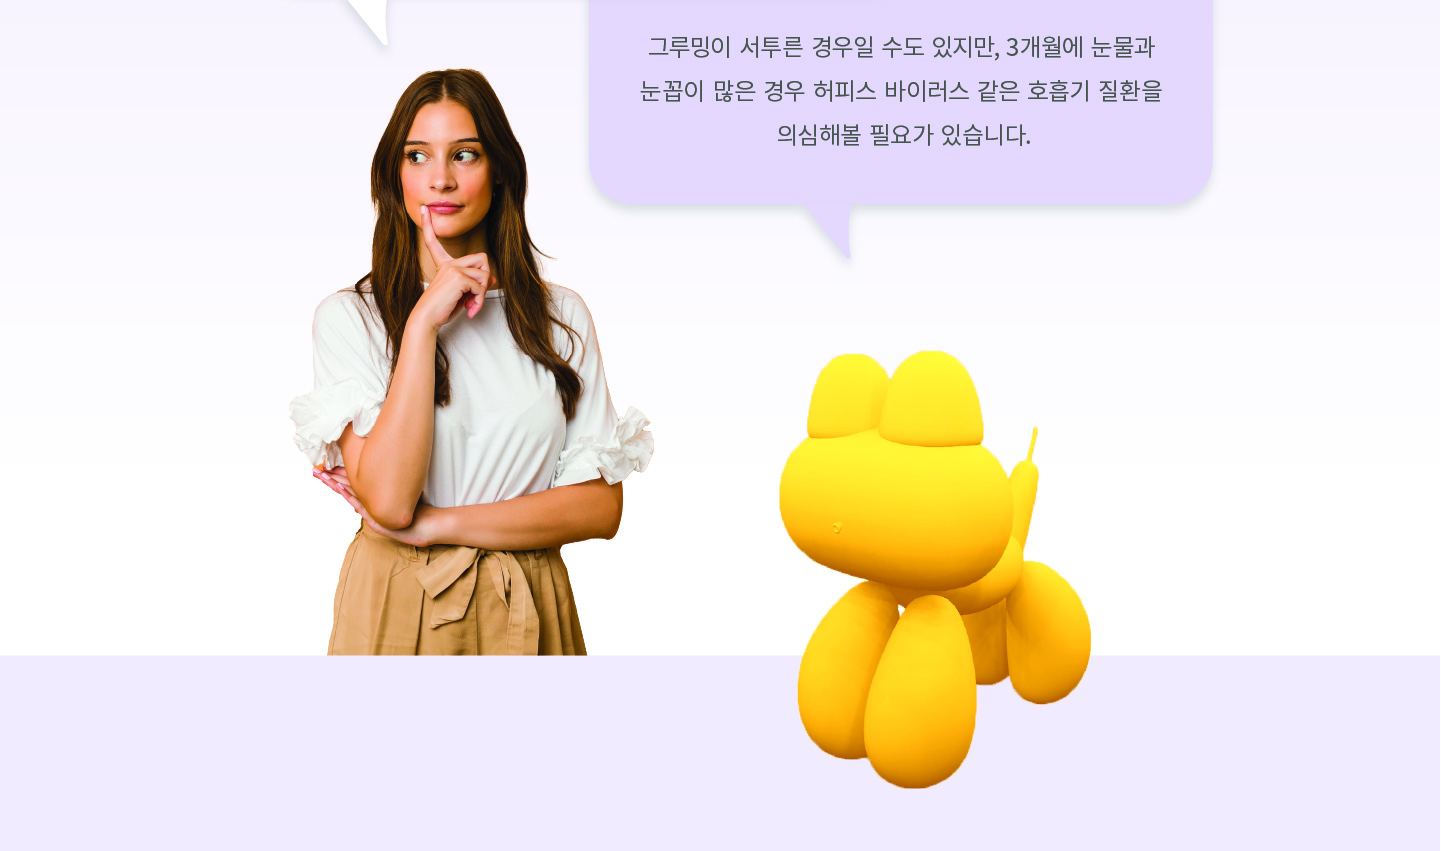 그루밍이 서투른 경우일 수도 있지만, 3개월에 눈물과
눈꼽이 많은 경우 허피스 바이러스 같은 호흡기 질환을
의심해볼 필요가 있습니다.